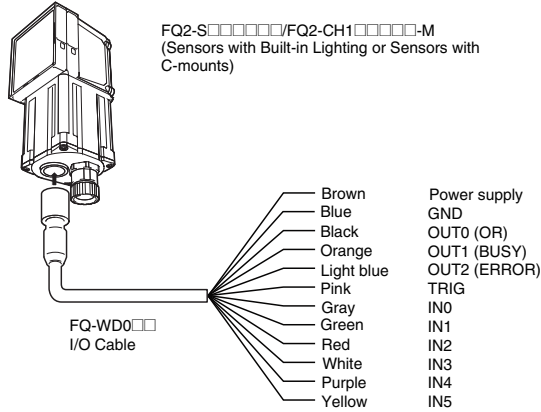 FQ2-S□□□□□□/FQ2-CH1□□□□□-M
(Sensors with Built-in Lighting or Sensors with
C-mounts)
Brown Power supply
Blue GND
Black OUT0 (OR)
Orange OUT1 (BUSY)
Light blue OUT2 (ERROR)
Pink TRIG
Gray IN0
Green IN1
Red IN2
White IN3
Purple IN4
Yellow IN5
FQ-WD0□□
I/O Cable